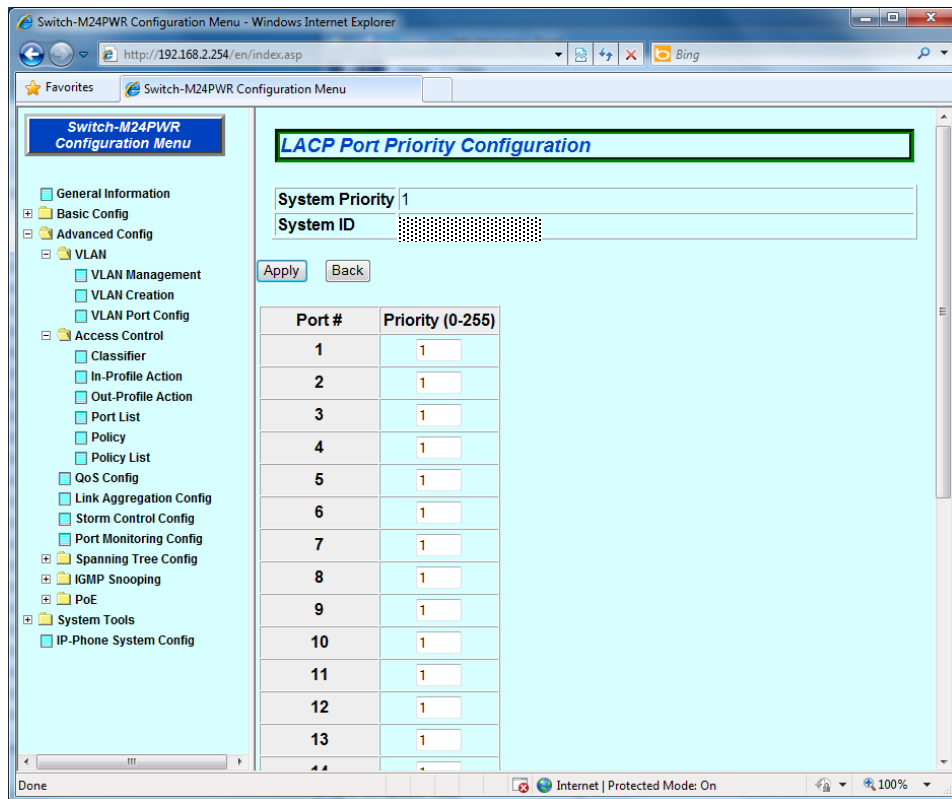 Switch-M24PWR Configuration Menu - Windows Internet Explorer
http://192.168.2.254/en/index.asp
Bing
Favorites
Switch-M24PWR Configuration Menu
Switch-M24PWR
Configuration Menu
General Information
Basic Config
Advanced Config
VLAN
VLAN Management
VLAN Creation
VLAN Port Config
Access Control
Classifier
In-Profile Action
Out-Profile Action
Port List
Policy
Policy List
QoS Config
Link Aggregation Config
Storm Control Config
Port Monitoring Config
Spanning Tree Config
IGMP Snooping
PoE
System Tools
IP-Phone System Config
LACP Port Priority Configuration
System Priority 1
System ID
Apply Back
Port # Priority (0-255)
1 1
2 1
3 1
4 1
5 1
6 1
7 1
8 1
9 1
10 1
11 1
12 1
13 1
14 1
Done
Internet | Protected Mode: On
100%